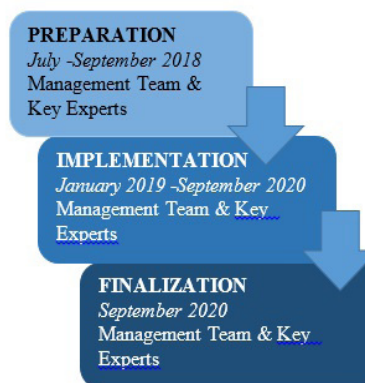 PREPARATION
July -September 2018
Management Team &
Key Experts
IMPLEMENTATION
January 2019 -September 2020
Management Team & Key
Experts
FINALIZATION
September 2020
Management Team & Key
Experts